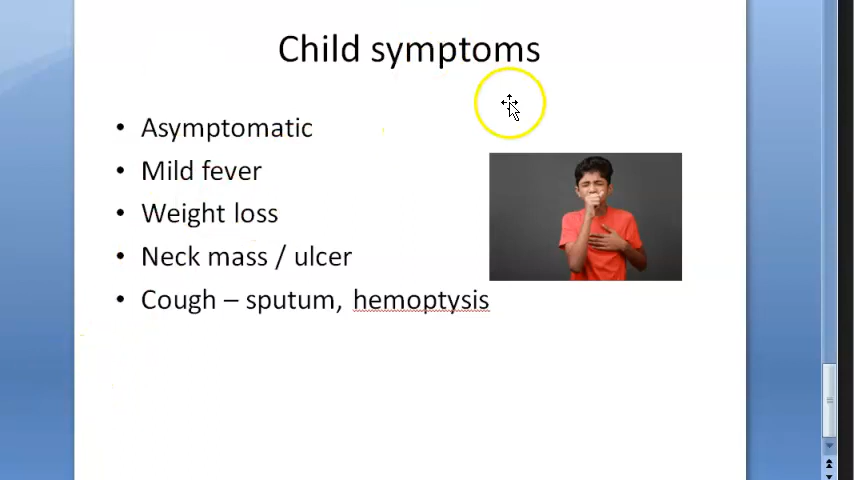 Child symptoms
• Asymptomatic
• Mild fever
• Weight loss
• Neck mass / ulcer
• Cough – sputum, hemoptysis